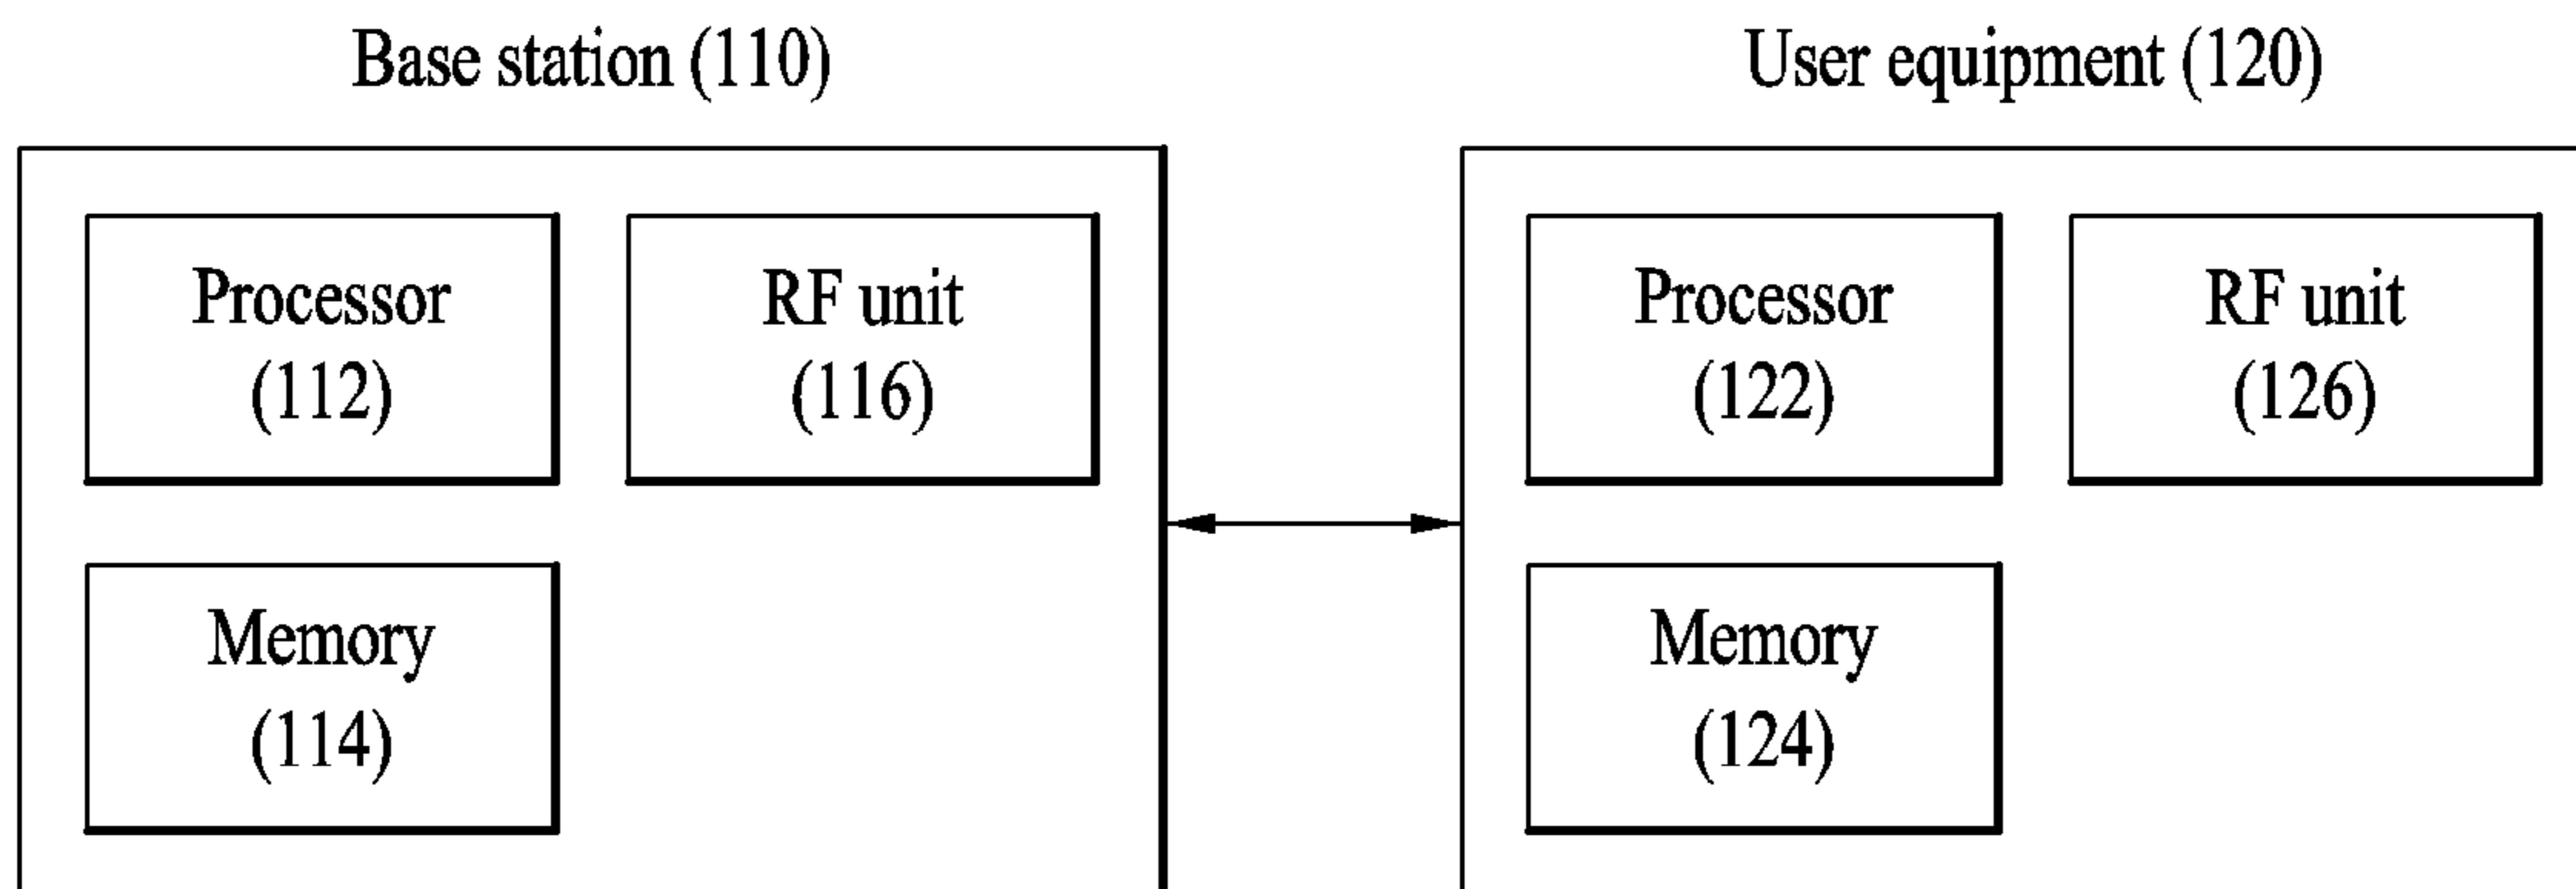 Base station (110)
User equipment (120)
Processor
(112)
RF unit
(116)
Memory
(114)
Processor
(122)
RF unit
(126)
Memory
(124)